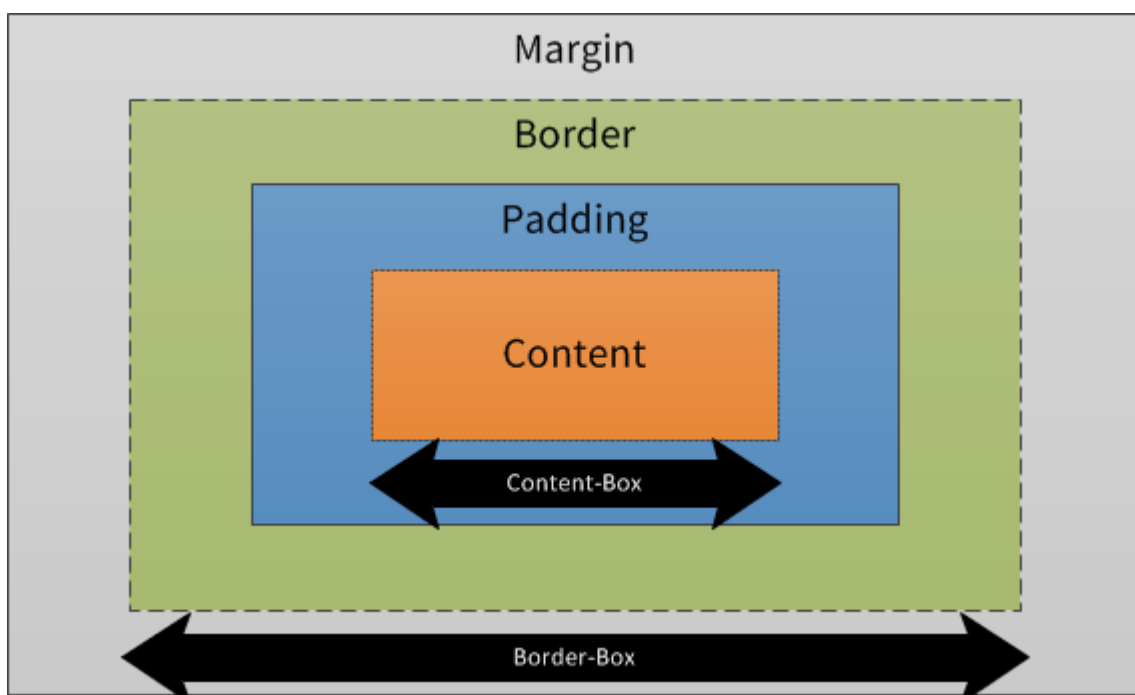 Margin
Border
Padding
Content
Content-Box
Border-Box